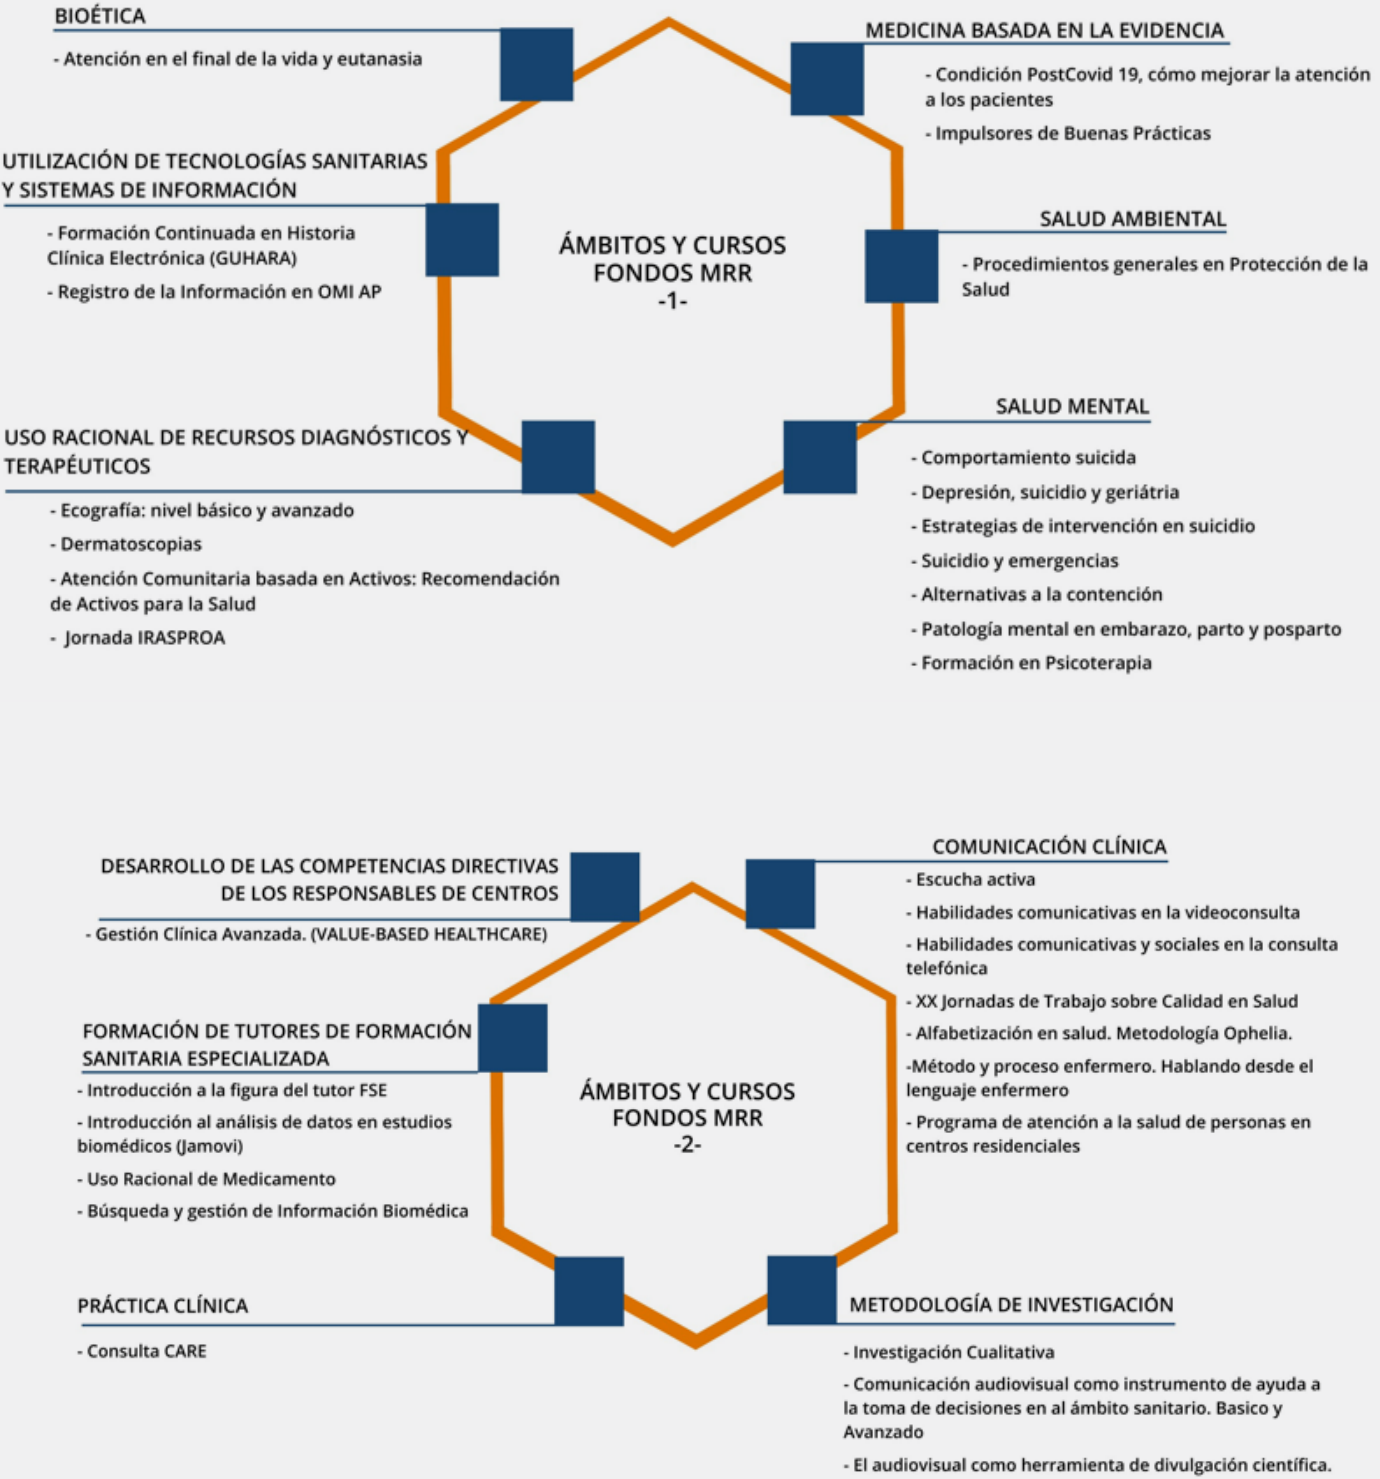 BIOÉTICA
- Atención en el final de la vida y eutanasia
MEDICINA BASADA EN LA EVIDENCIA
- Condición PostCovid 19, cómo mejorar la atención
a los pacientes
- Impulsores de Buenas Prácticas
UTILIZACIÓN DE TECNOLOGÍAS SANITARIAS
Y SISTEMAS DE INFORMACIÓN
- Formación Continuada en Historia
Clínica Electrónica (GUHARA)
- Registro de la Información en OMI AP
ÁMBITOS Y CURSOS
FONDOS MRR
-1-
SALUD AMBIENTAL
- Procedimientos generales en Protección de la
Salud
USO RACIONAL DE RECURSOS DIAGNÓSTICOS Y
TERAPÉUTICOS
- Ecografía: nivel básico y avanzado
- Dermatoscopias
- Atención Comunitaria basada en Activos: Recomendación
de Activos para la Salud
- Jornada IRASPROA
SALUD MENTAL
- Comportamiento suicida
- Depresión, suicidio y geriátria
- Estrategias de intervención en suicidio
- Suicidio y emergencias
- Alternativas a la contención
- Patología mental en embarazo, parto y posparto
- Formación en Psicoterapia
DESARROLLO DE LAS COMPETENCIAS DIRECTIVAS
DE LOS RESPONSABLES DE CENTROS
- Gestión Clínica Avanzada. (VALUE-BASED HEALTHCARE)
COMUNICACIÓN CLÍNICA
- Escucha activa
- Habilidades comunicativas en la videoconsulta
- Habilidades comunicativas y sociales en la consulta
telefónica
- XX Jornadas de Trabajo sobre Calidad en Salud
- Alfabetización en salud. Metodología Ophelia.
-Método y proceso enfermero. Hablando desde el
lenguaje enfermero
- Programa de atención a la salud de personas en
centros residenciales
FORMACIÓN DE TUTORES DE FORMACIÓN
SANITARIA ESPECIALIZADA
- Introducción a la figura del tutor FSE
- Introducción al análisis de datos en estudios
biomédicos (Jamovi)
- Uso Racional de Medicamento
- Búsqueda y gestión de Información Biomédica
ÁMBITOS Y CURSOS
FONDOS MRR
-2-
PRÁCTICA CLÍNICA
- Consulta CARE
METODOLOGÍA DE INVESTIGACIÓN
- Investigación Cualitativa
- Comunicación audiovisual como instrumento de ayuda a
la toma de decisiones en al ámbito sanitario. Basico y
Avanzado
- El audiovisual como herramienta de divulgación científica.